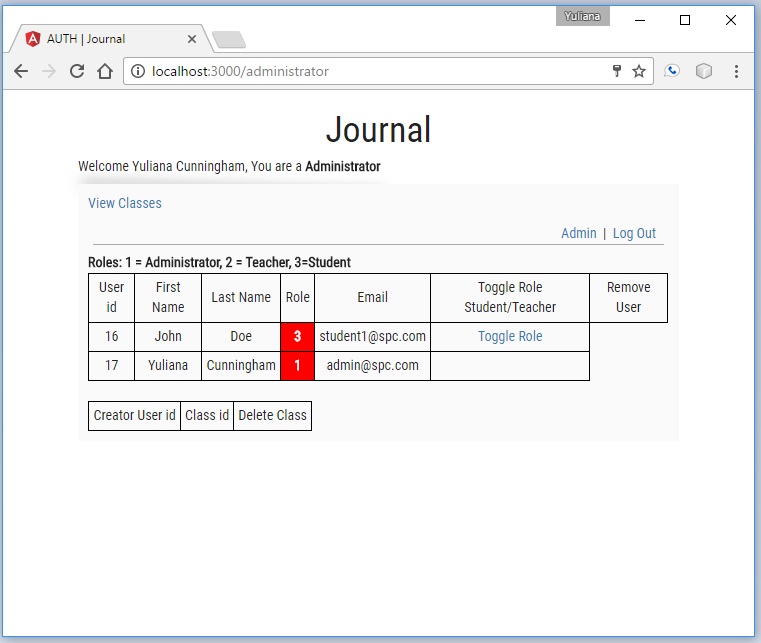 Yuliana
AUTH | Journal
localhost:3000/administrator
Journal
Welcome Yuliana Cunningham, You are a Administrator
View Classes
Admin | Log Out
Roles: 1 = Administrator, 2 = Teacher, 3=Student
User id First Name Last Name Role Email Toggle Role Student/Teacher Remove User
16 John Doe 3 student1@spc.com Toggle Role
17 Yuliana Cunningham 1 admin@spc.com
Creator User id Class id Delete Class